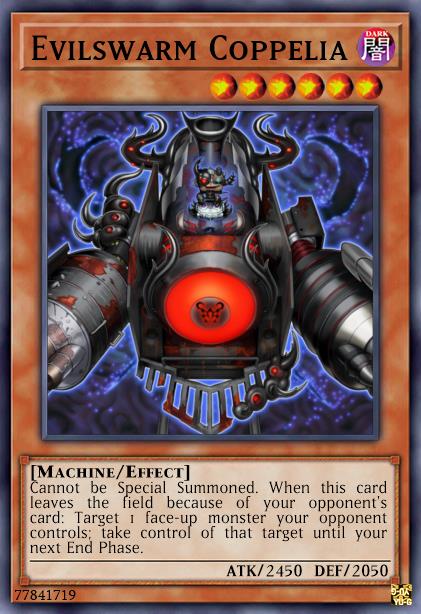 Evilswarm Coppelia
DARK
闇
[Machine/Effect]
Cannot be Special Summoned. When this card
leaves the field because of your opponent's
card: Target 1 face-up monster your opponent
controls; take control of that target until your
next End Phase.
ATK/2450 DEF/2050
77841719